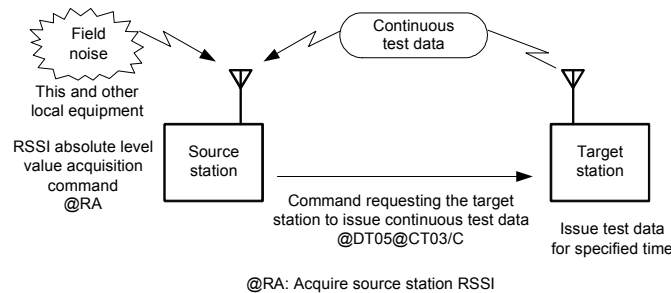 Field
noise
Continuous
test data
This and other
local equipment
RSSI absolute level
value acquisition
command
@RA
Source
station
Target
station
Command requesting the target
station to issue continuous test data
@DT05@CT03/C
Issue test data
for specified time
@RA: Acquire source station RSSI